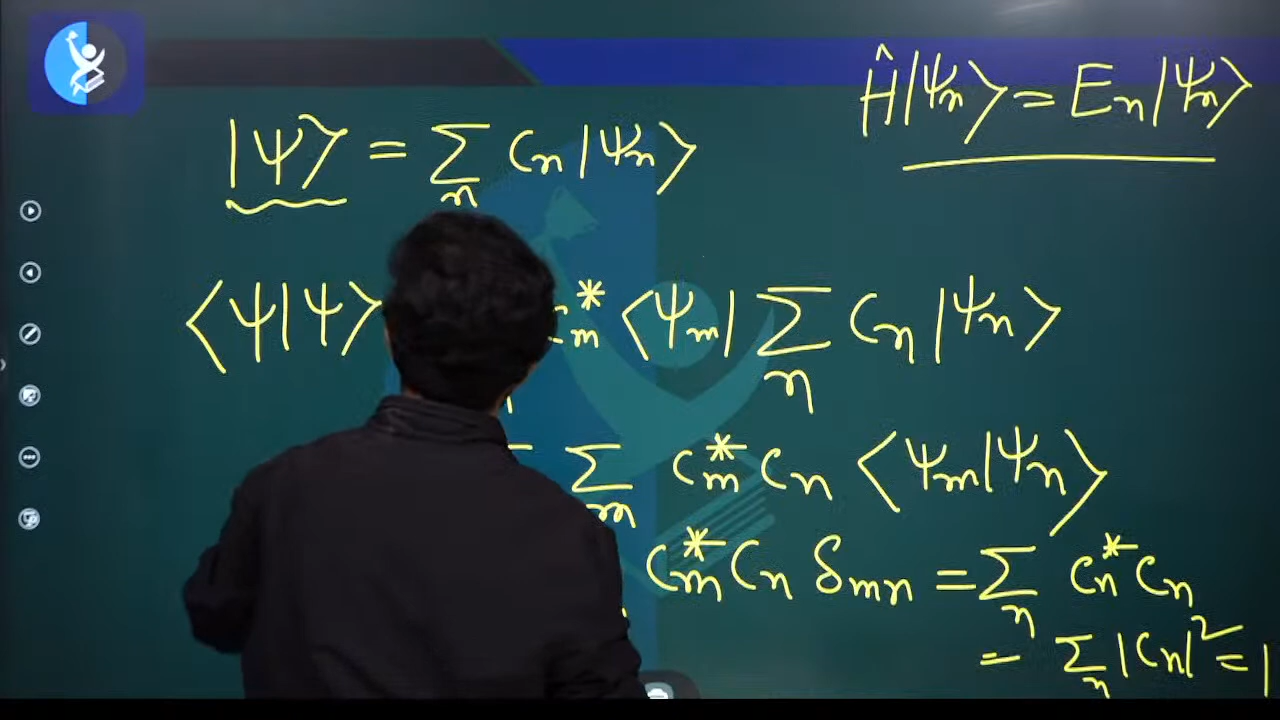 Ĥ|ψn⟩ = En|ψn⟩
|ψ⟩ = Σn Cn |ψn⟩
⟨ψ|ψ⟩ Cm* ⟨ψm| Σn Cn |ψn⟩
Σm Cm* Cn ⟨ψm|ψn⟩
Cm* Cn δmn = Σn Cn* Cn
= Σn |Cn|² = 1